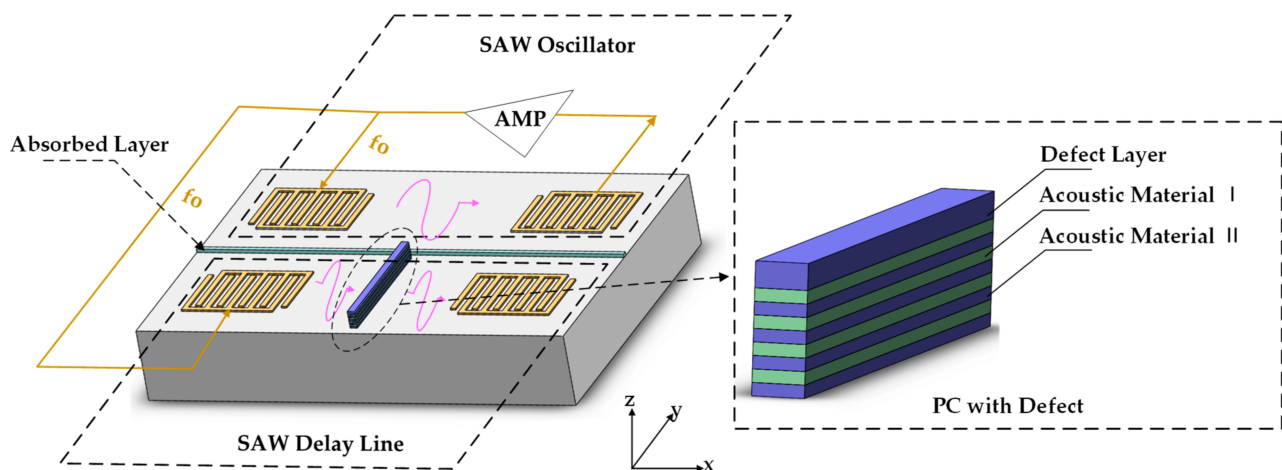 SAW Oscillator
AMP
fo
Absorbed Layer
fo
Defect Layer
Acoustic Material Ⅰ
Acoustic Material Ⅱ
PC with Defect
SAW Delay Line
z
y
x